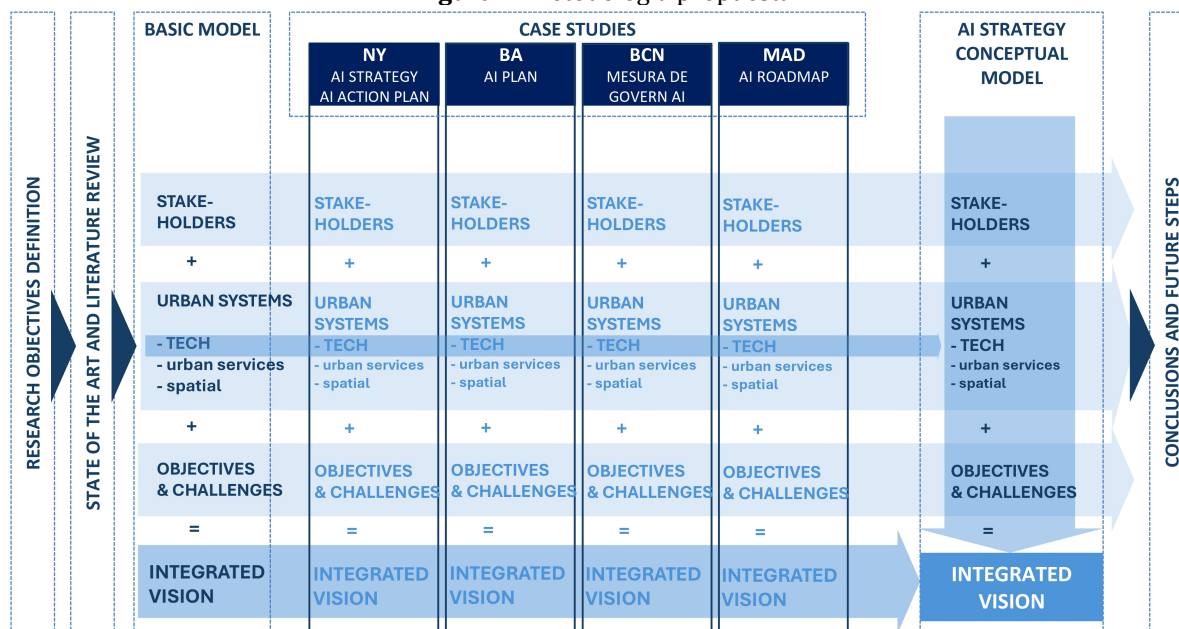 RESEARCH OBJECTIVES DEFINITION
STATE OF THE ART AND LITERATURE REVIEW
BASIC MODEL
CASE STUDIES
AI STRATEGY
CONCEPTUAL
MODEL
NY
AI STRATEGY
AI ACTION PLAN
BA
AI PLAN
BCN
MESURA DE
GOVERN AI
MAD
AI ROADMAP
STAKE-
HOLDERS
STAKE-
HOLDERS
STAKE-
HOLDERS
STAKE-
HOLDERS
STAKE-
HOLDERS
STAKE-
HOLDERS
+ + + + + +
URBAN SYSTEMS
- TECH
- urban services
- spatial
URBAN
SYSTEMS
- TECH
- urban services
- spatial
URBAN
SYSTEMS
- TECH
- urban services
- spatial
URBAN
SYSTEMS
- TECH
- urban services
- spatial
URBAN
SYSTEMS
- TECH
- urban services
- spatial
URBAN
SYSTEMS
- TECH
- urban services
- spatial
+ + + + + +
OBJECTIVES
& CHALLENGES
OBJECTIVES
& CHALLENGES
OBJECTIVES
& CHALLENGES
OBJECTIVES
& CHALLENGES
OBJECTIVES
& CHALLENGES
OBJECTIVES
& CHALLENGES
= = = = = =
INTEGRATED
VISION
INTEGRATED
VISION
INTEGRATED
VISION
INTEGRATED
VISION
INTEGRATED
VISION
INTEGRATED
VISION
CONCLUSIONS AND FUTURE STEPS